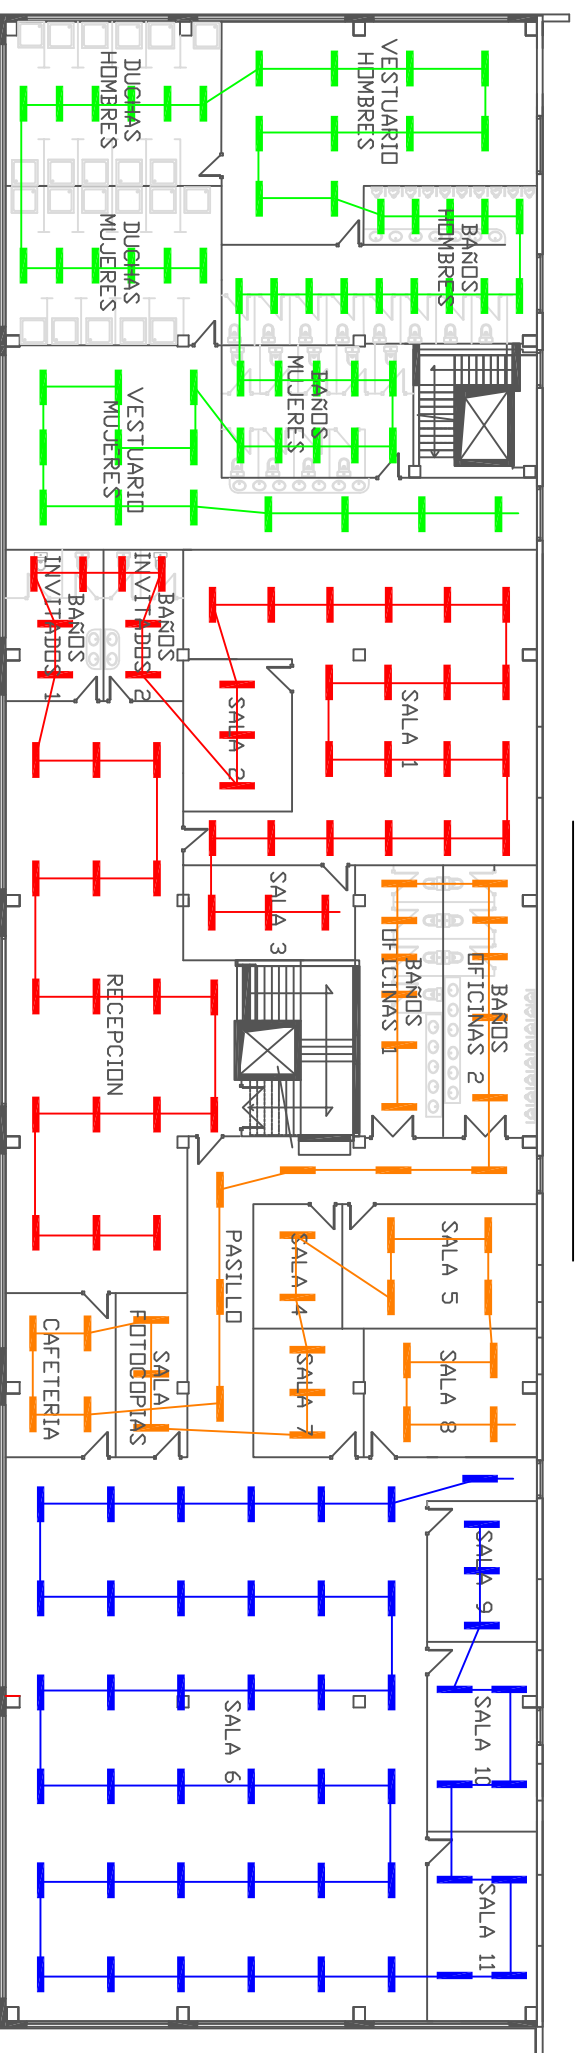 VESTUARIO
HOMBRES
DUCHAS
HOMBRES
BAÑOS
HOMBRES
DUCHAS
MUJERES
BAÑOS
MUJERES
VESTUARIO
MUJERES
BAÑOS
INVITADOS 1
BAÑOS
INVITADOS 2
SALA 2
SALA 1
SALA 3
BAÑOS
OFICINAS 1
BAÑOS
OFICINAS 2
RECEPCION
PASILLO
SALA 4
SALA 5
CAFETERIA
SALA
FOTOCOPIAS
SALA 7
SALA 8
SALA 9
SALA 6
SALA 10
SALA 11